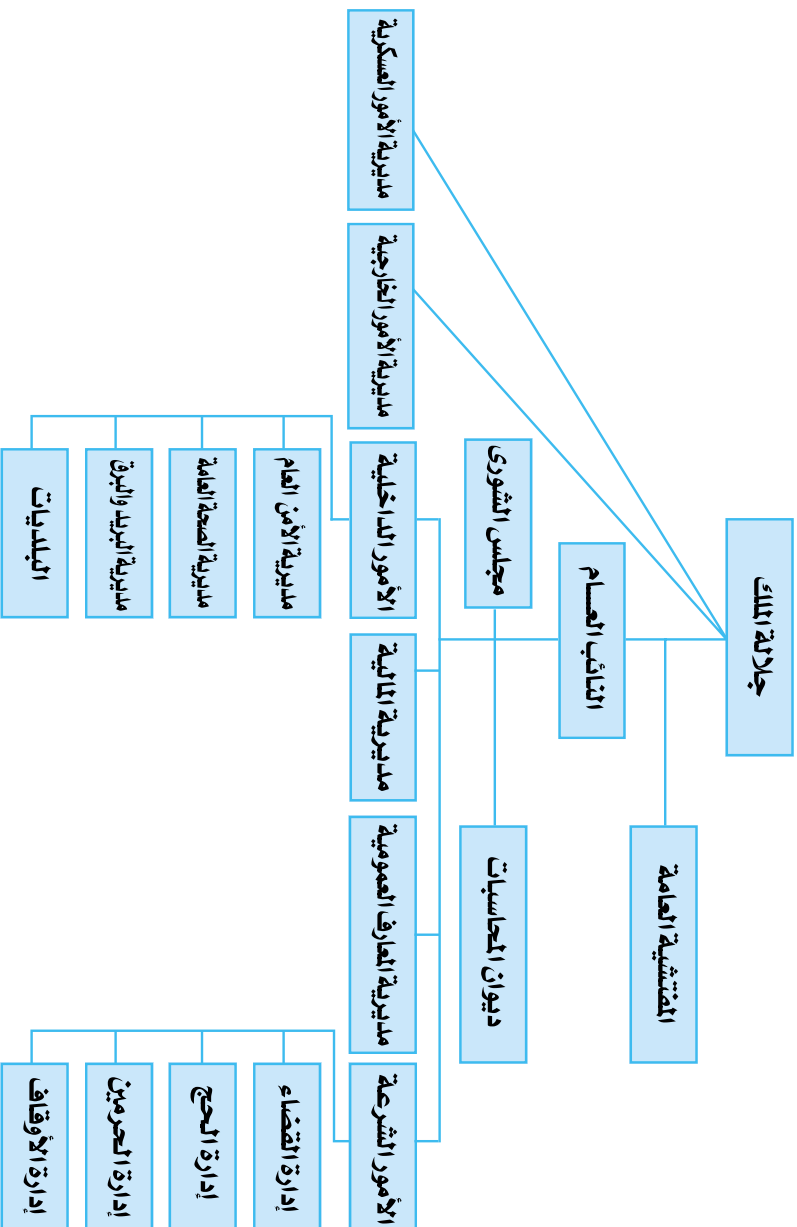 جلالة الملك
المفتشية العامة
النائب العـــام
مجلس الشورى
ديوان المحاسبات
مديرية الأمور العسكرية
مديرية الأمور الخارجية
الأمور الداخلية
مديرية المالية
مديرية المعارف العمومية
الأمور الشرعة
مديرية الأمن العام
مديرية الصحة العامة
مديرية البريد والبرق
البلديات
إدارة القضاء
إدارة الحج
إدارة الحرمين
إدارة الأوقاف